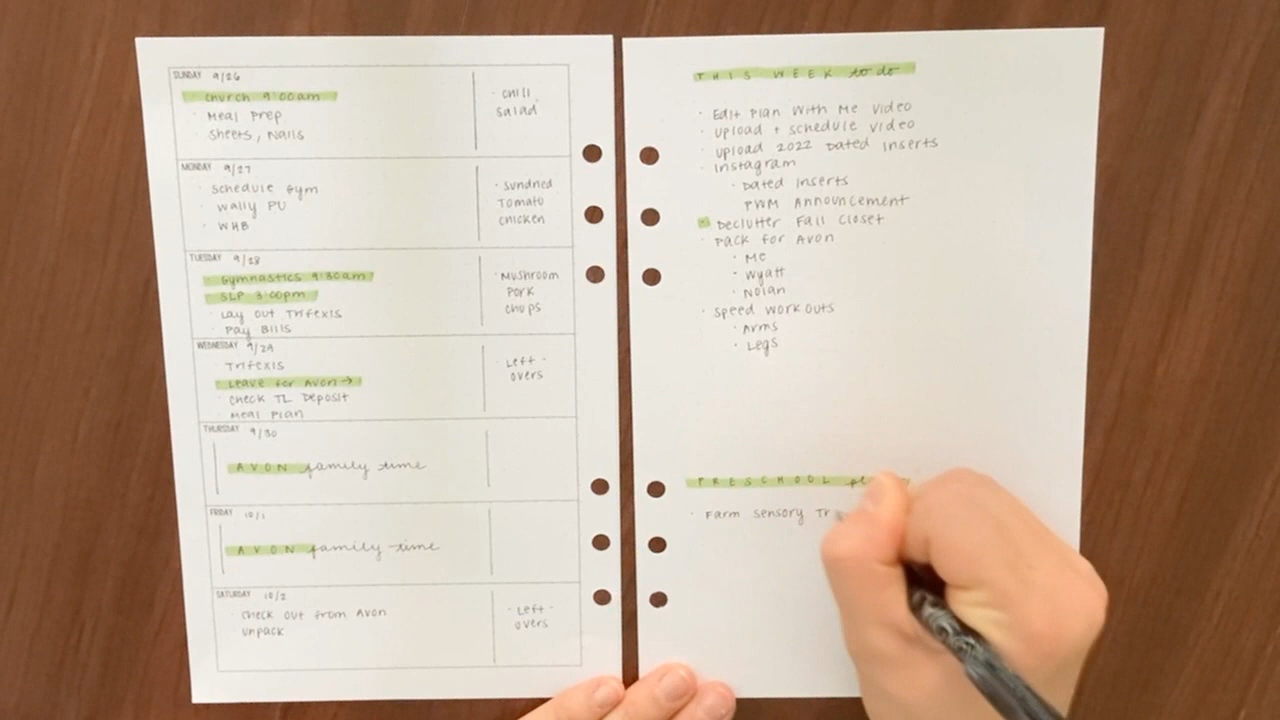 SUNDAY 9/26
· Church 9:00am
· Meal Prep
· Sheets, Nails
· Chili,
Salad
MONDAY 9/27
· Schedule Gym
· Wally PU
· WHB
· Sundried
Tomato
Chicken
TUESDAY 9/28
· Gymnastics 9:30am
· SLP 3:00pm
· Lay out Trifexis
· Pay Bills
· Mushroom
Pork
Chops
WEDNESDAY 9/29
· Trifexis
· Leave for Avon →
· Check TL Deposit
· Meal Plan
· Left -
overs
THURSDAY 9/30
AVON family time
FRIDAY 10/1
AVON family time
SATURDAY 10/2
· Check out from Avon
· Unpack
· Left -
overs
THIS WEEK to do
· Edit Plan With Me Video
· Upload + Schedule Video
· Upload 2022 Dated Inserts
· Instagram
· Dated Inserts
· PWM Announcement
· Declutter Fall Closet
· Pack for Avon
· Me
· Wyatt
· Nolan
· Speed Workouts
· Arms
· Legs
PRESCHOOL
· Farm Sensory Tr